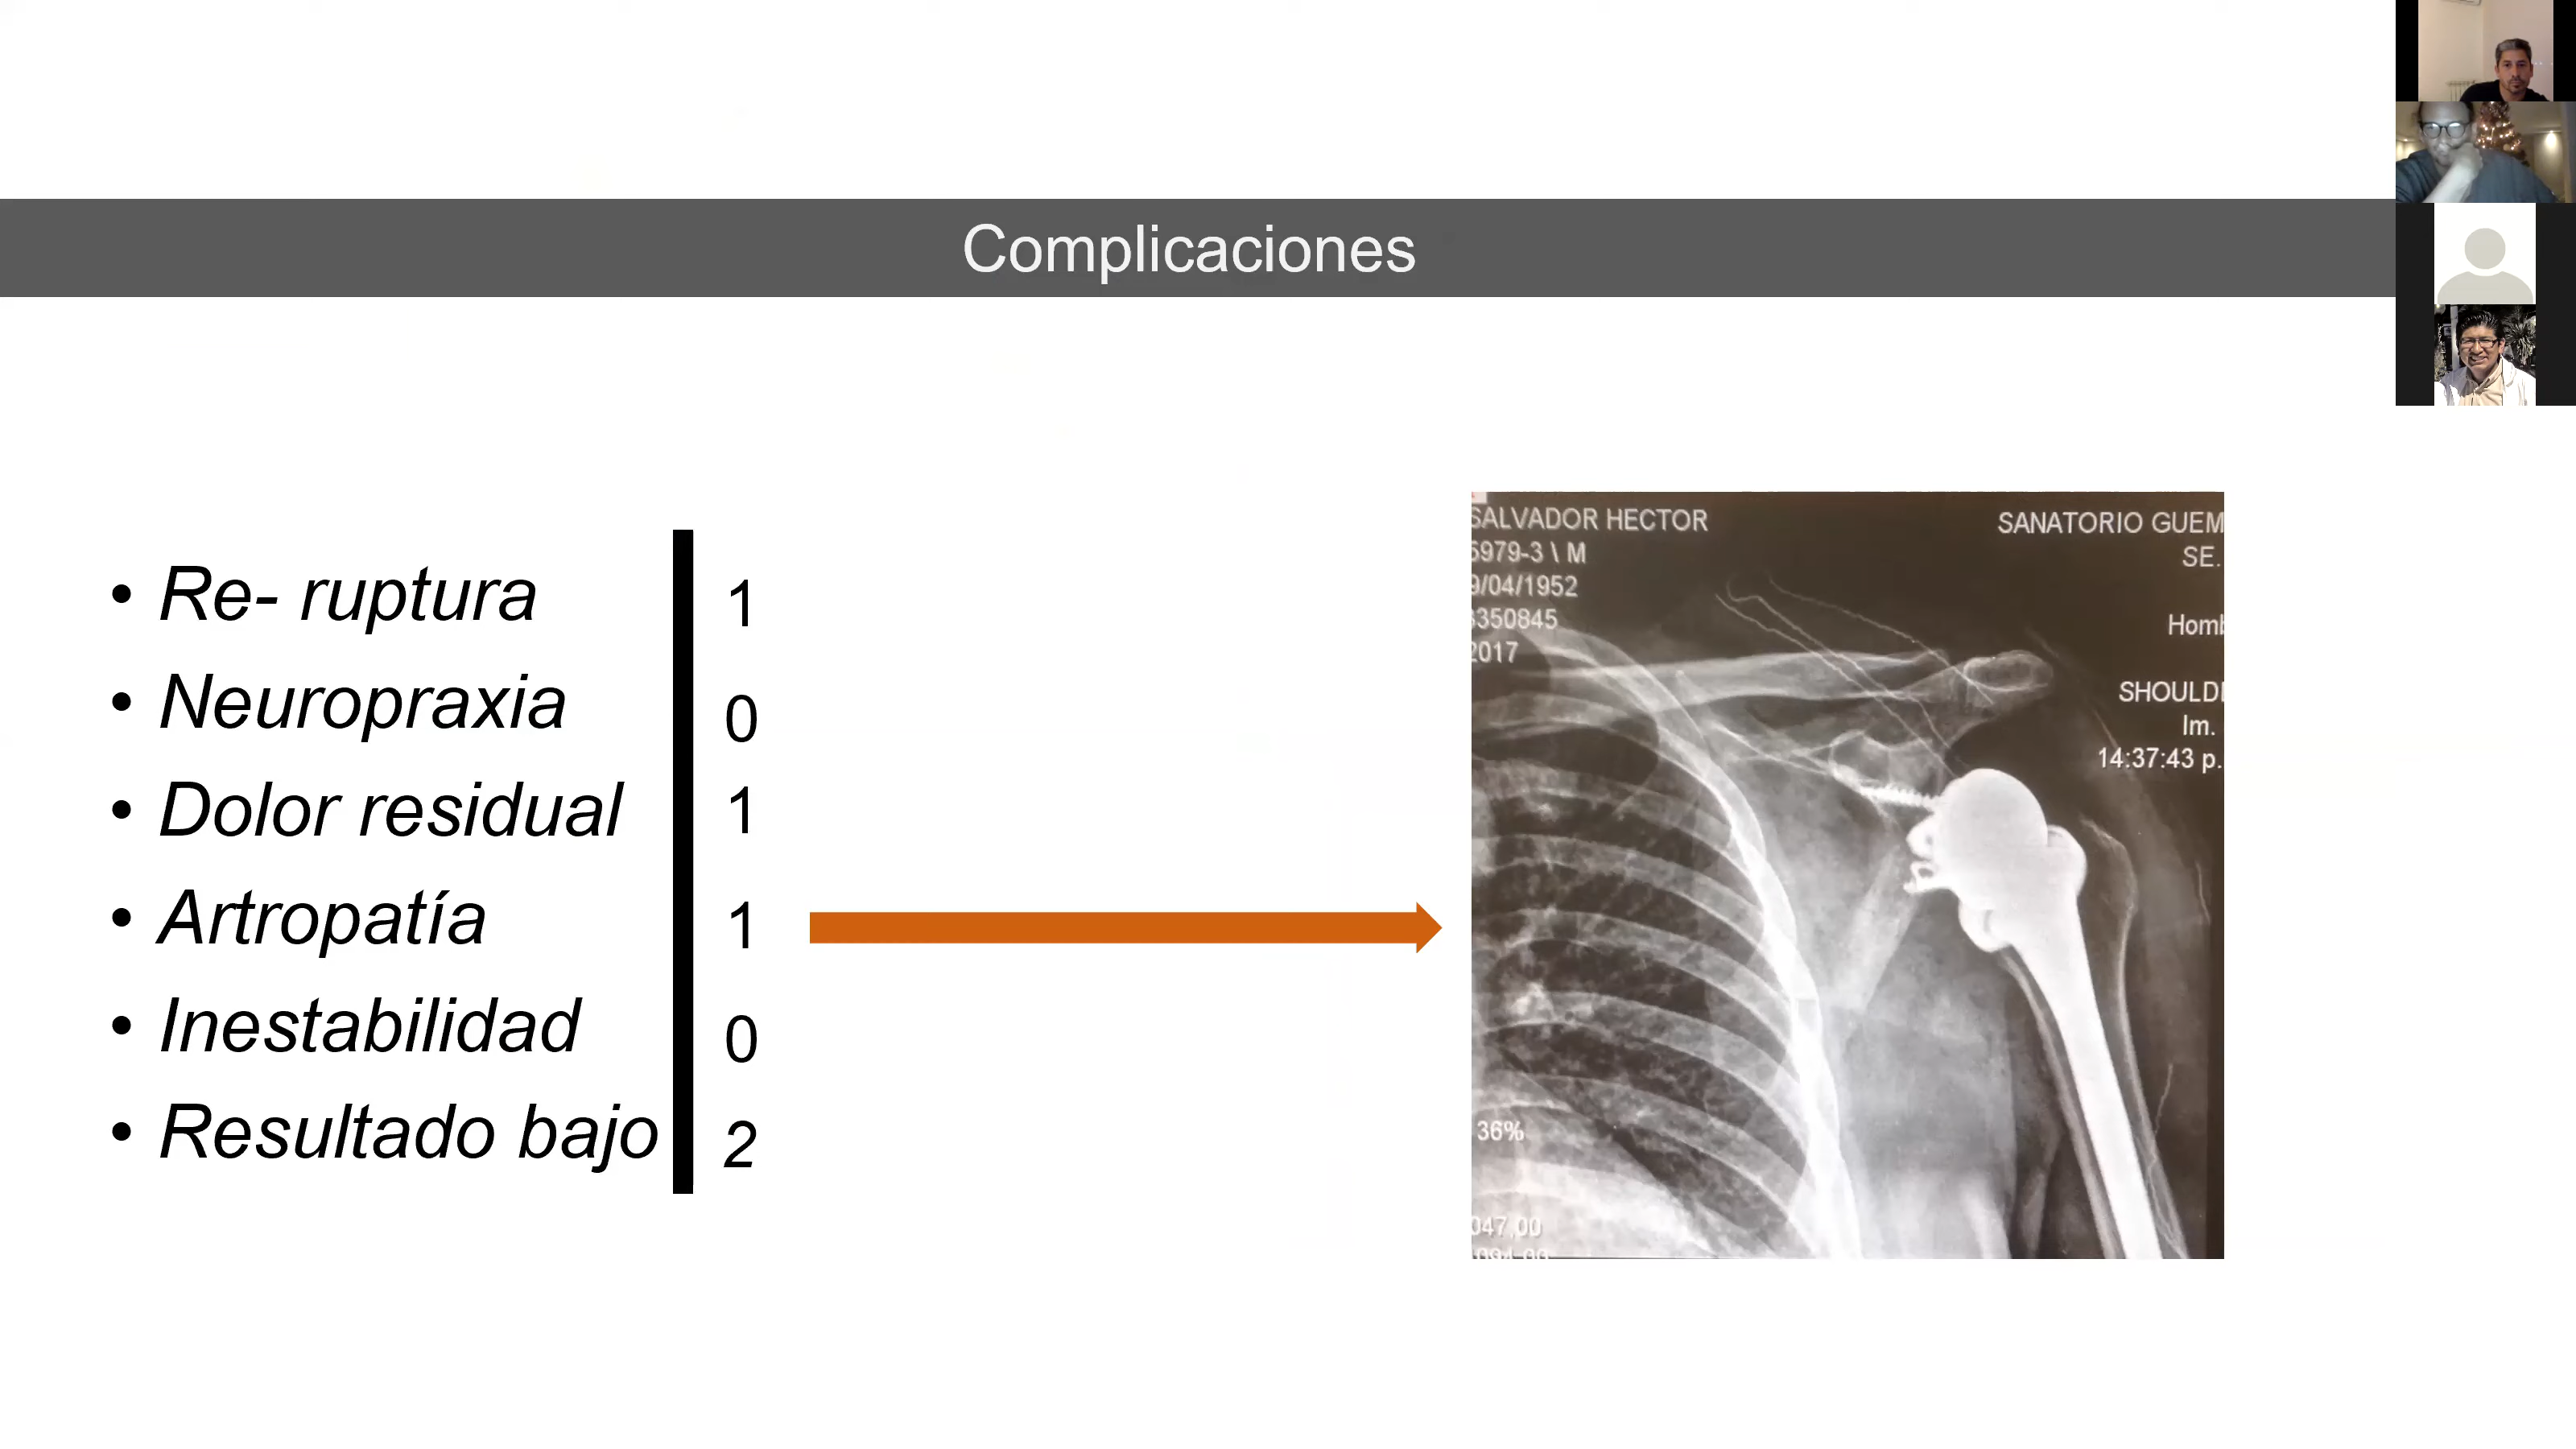 Complicaciones
• Re- ruptura 1
• Neuropraxia 0
• Dolor residual 1
• Artropatía 1
• Inestabilidad 0
• Resultado bajo 2
SALVADOR HECTOR
5979-3 \ M
9/04/1952
350845
2017
SANATORIO GUEM
SE.
Homb
SHOULD
Im.
14:37:43 p.
36%
047,00